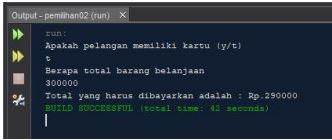 Output - pemilihan02 (run) ×
run:
Apakah pelangan memiliki kartu (y/t)
t
Berapa total barang belanjaan
300000
Total yang harus dibayarkan adalah : Rp.290000
BUILD SUCCESSFUL (total time: 42 seconds)